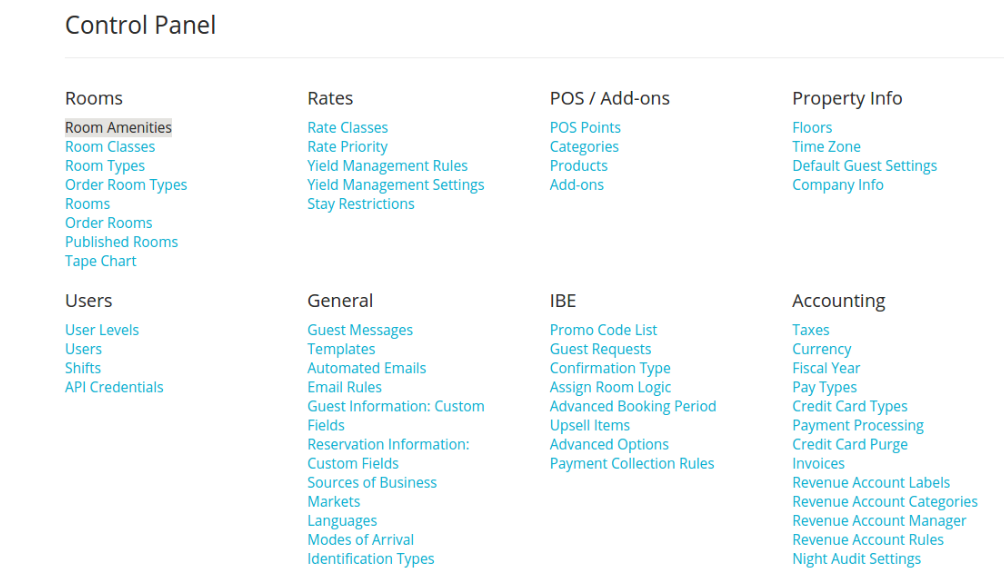 Control Panel
Rooms
Room Amenities
Room Classes
Room Types
Order Room Types
Rooms
Order Rooms
Published Rooms
Tape Chart
Rates
Rate Classes
Rate Priority
Yield Management Rules
Yield Management Settings
Stay Restrictions
POS / Add-ons
POS Points
Categories
Products
Add-ons
Property Info
Floors
Time Zone
Default Guest Settings
Company Info
Users
User Levels
Users
Shifts
API Credentials
General
Guest Messages
Templates
Automated Emails
Email Rules
Guest Information: Custom
Fields
Reservation Information:
Custom Fields
Sources of Business
Markets
Languages
Modes of Arrival
Identification Types
IBE
Promo Code List
Guest Requests
Confirmation Type
Assign Room Logic
Advanced Booking Period
Upsell Items
Advanced Options
Payment Collection Rules
Accounting
Taxes
Currency
Fiscal Year
Pay Types
Credit Card Types
Payment Processing
Credit Card Purge
Invoices
Revenue Account Labels
Revenue Account Categories
Revenue Account Manager
Revenue Account Rules
Night Audit Settings